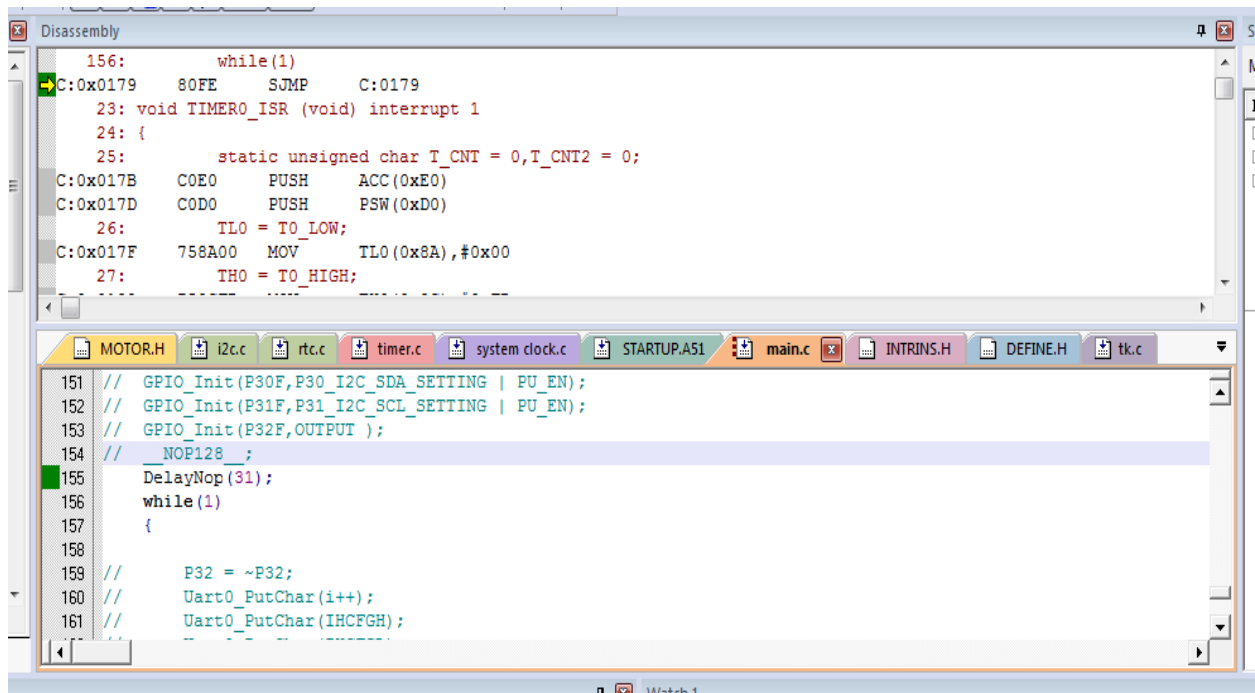 Disassembly
156: while(1)
C:0x0179 80FE SJMP C:0179
23: void TIMER0_ISR (void) interrupt 1
24: {
25: static unsigned char T_CNT = 0,T_CNT2 = 0;
C:0x017B C0E0 PUSH ACC(0xE0)
C:0x017D C0D0 PUSH PSW(0xD0)
26: TL0 = T0_LOW;
C:0x017F 758A00 MOV TL0(0x8A),#0x00
27: TH0 = T0_HIGH;
MOTOR.H i2c.c rtc.c timer.c system clock.c STARTUP.A51 main.c INTRINS.H DEFINE.H tk.c
151 // GPIO_Init(P30F,P30_I2C_SDA_SETTING | PU_EN);
152 // GPIO_Init(P31F,P31_I2C_SCL_SETTING | PU_EN);
153 // GPIO_Init(P32F,OUTPUT );
154 // __NOP128__;
155 DelayNop(31);
156 while(1)
157 {
158
159 // P32 = ~P32;
160 // Uart0_PutChar(i++);
161 // Uart0_PutChar(IHCFGH);
Watch 1